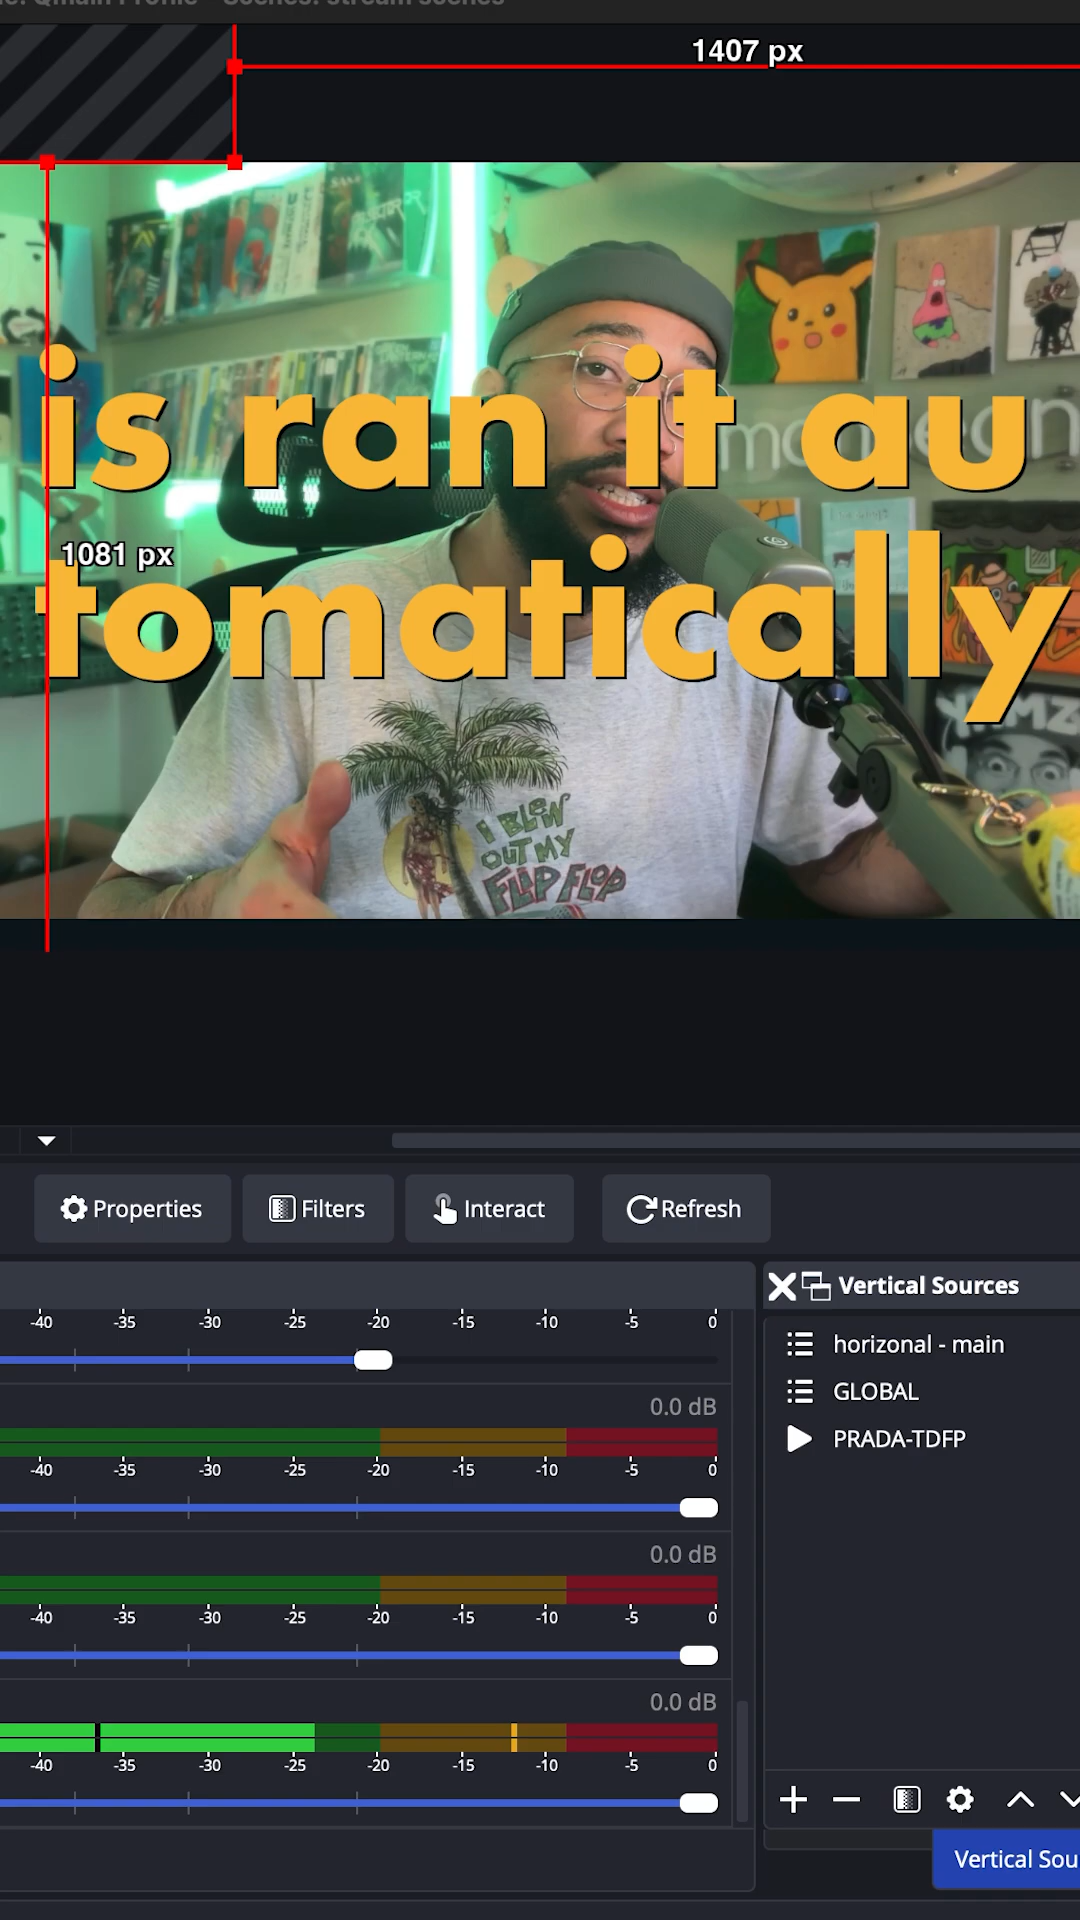 Scenes: stream scenes
1407 px
is ran it au
tomatically
1081 px
I BLEW
OUT MY
FLIP FLOP
Properties
Filters
Interact
Refresh
Vertical Sources
-40 -35 -30 -25 -20 -15 -10 -5 0
horizonal - main
GLOBAL
0.0 dB
PRADA-TDFP
-40 -35 -30 -25 -20 -15 -10 -5 0
0.0 dB
-40 -35 -30 -25 -20 -15 -10 -5 0
0.0 dB
-40 -35 -30 -25 -20 -15 -10 -5 0
Vertical Sou